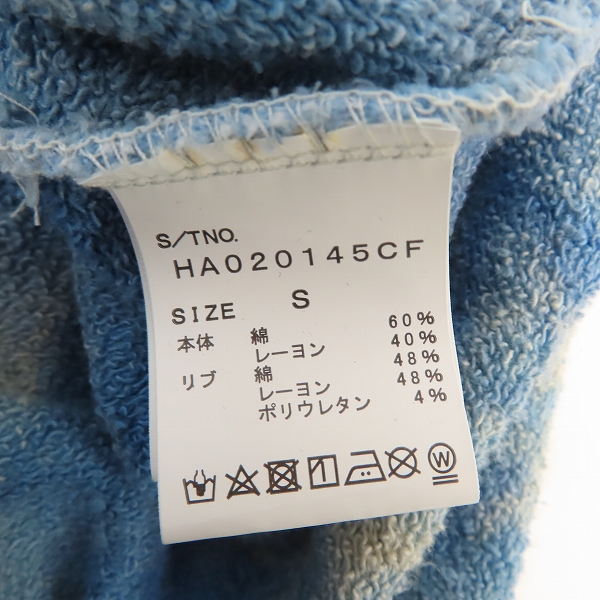 S/TNO.
HA020145CF
SIZE S
本体 綿 60%
レーヨン 40%
リブ 綿 48%
レーヨン 48%
ポリウレタン 4%
W